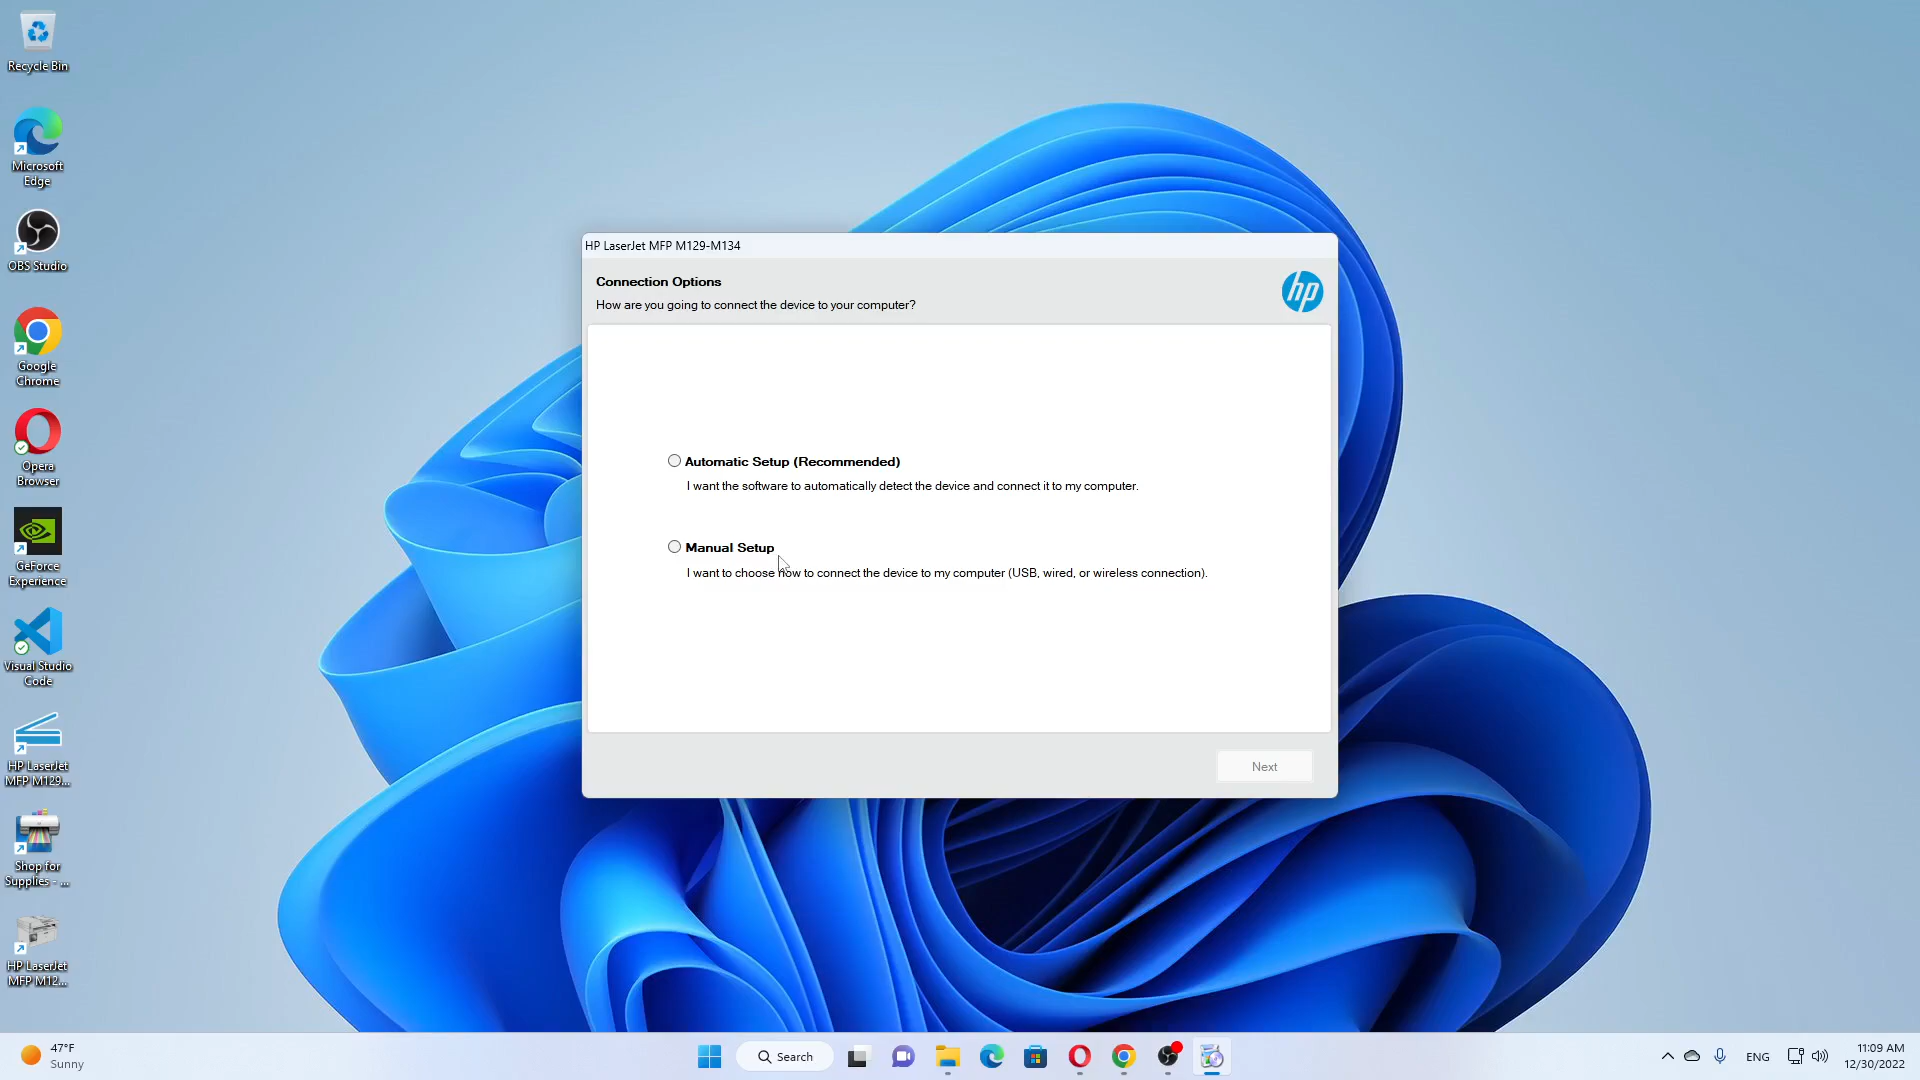 Recycle Bin
Microsoft
Edge
OBS Studio
Google
Chrome
Opera
Browser
GeForce
Experience
Visual Studio
Code
HP LaserJet
MFP M129...
Shop for
Supplies - ...
HP LaserJet
MFP M12...
HP LaserJet MFP M129-M134
Connection Options
How are you going to connect the device to your computer?
hp
Automatic Setup (Recommended)
I want the software to automatically detect the device and connect it to my computer.
Manual Setup
I want to choose how to connect the device to my computer (USB, wired, or wireless connection).
Next
47°F
Sunny
Search
ENG
11:09 AM
12/30/2022